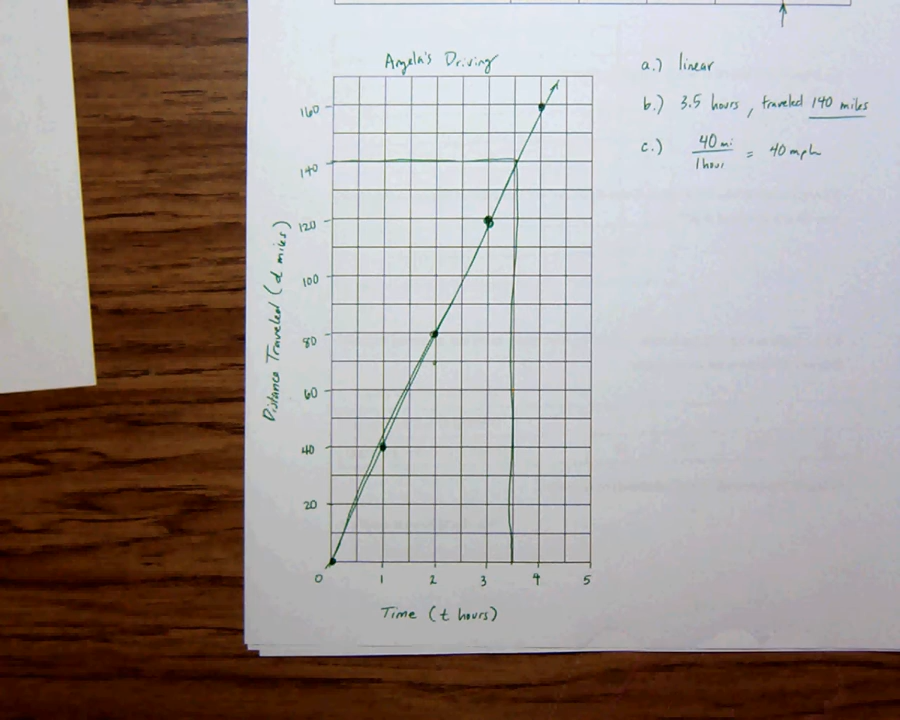 Angela's Driving
a.) linear
b.) 3.5 hours, traveled 140 miles
c.) 40 mi / 1 hour = 40 mph
160
140
120
100
80
60
40
20
0 1 2 3 4 5
Distance Traveled (d miles)
Time (t hours)